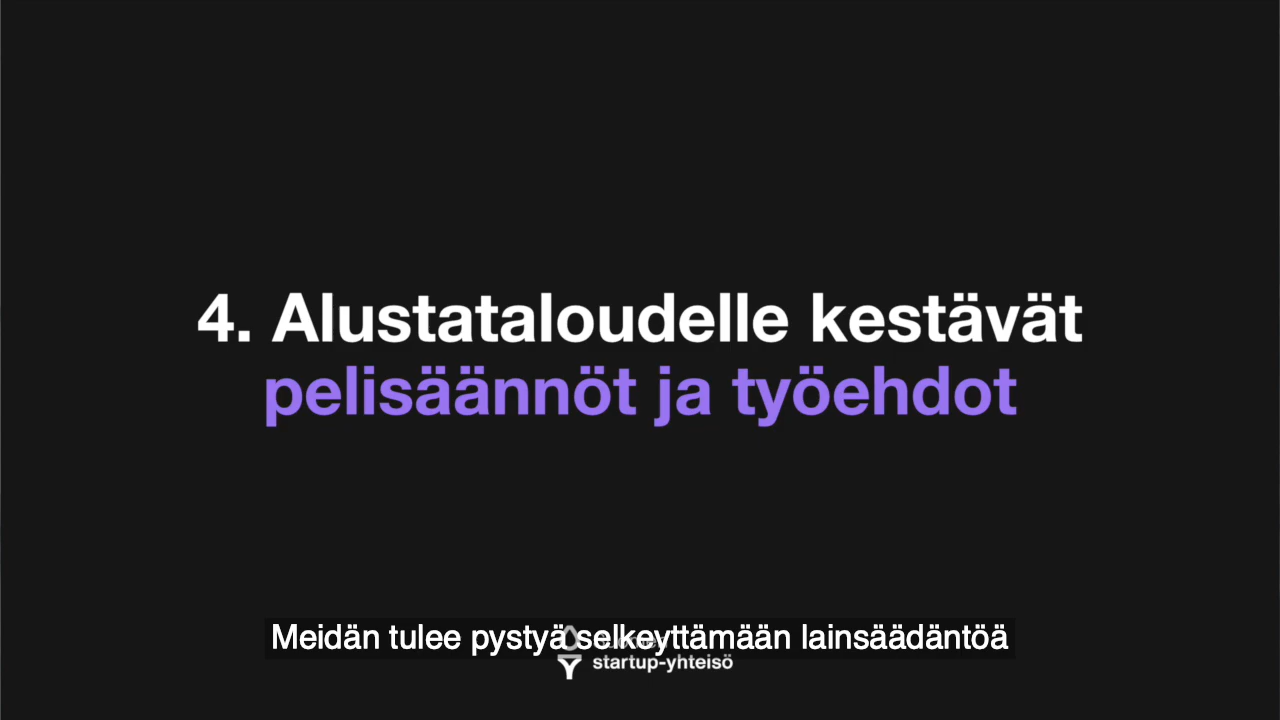 4. Alustataloudelle kestävät
pelisäännöt ja työehdot
Meidän tulee pystyä selkeyttämään lainsäädäntöä
startup-yhteisö